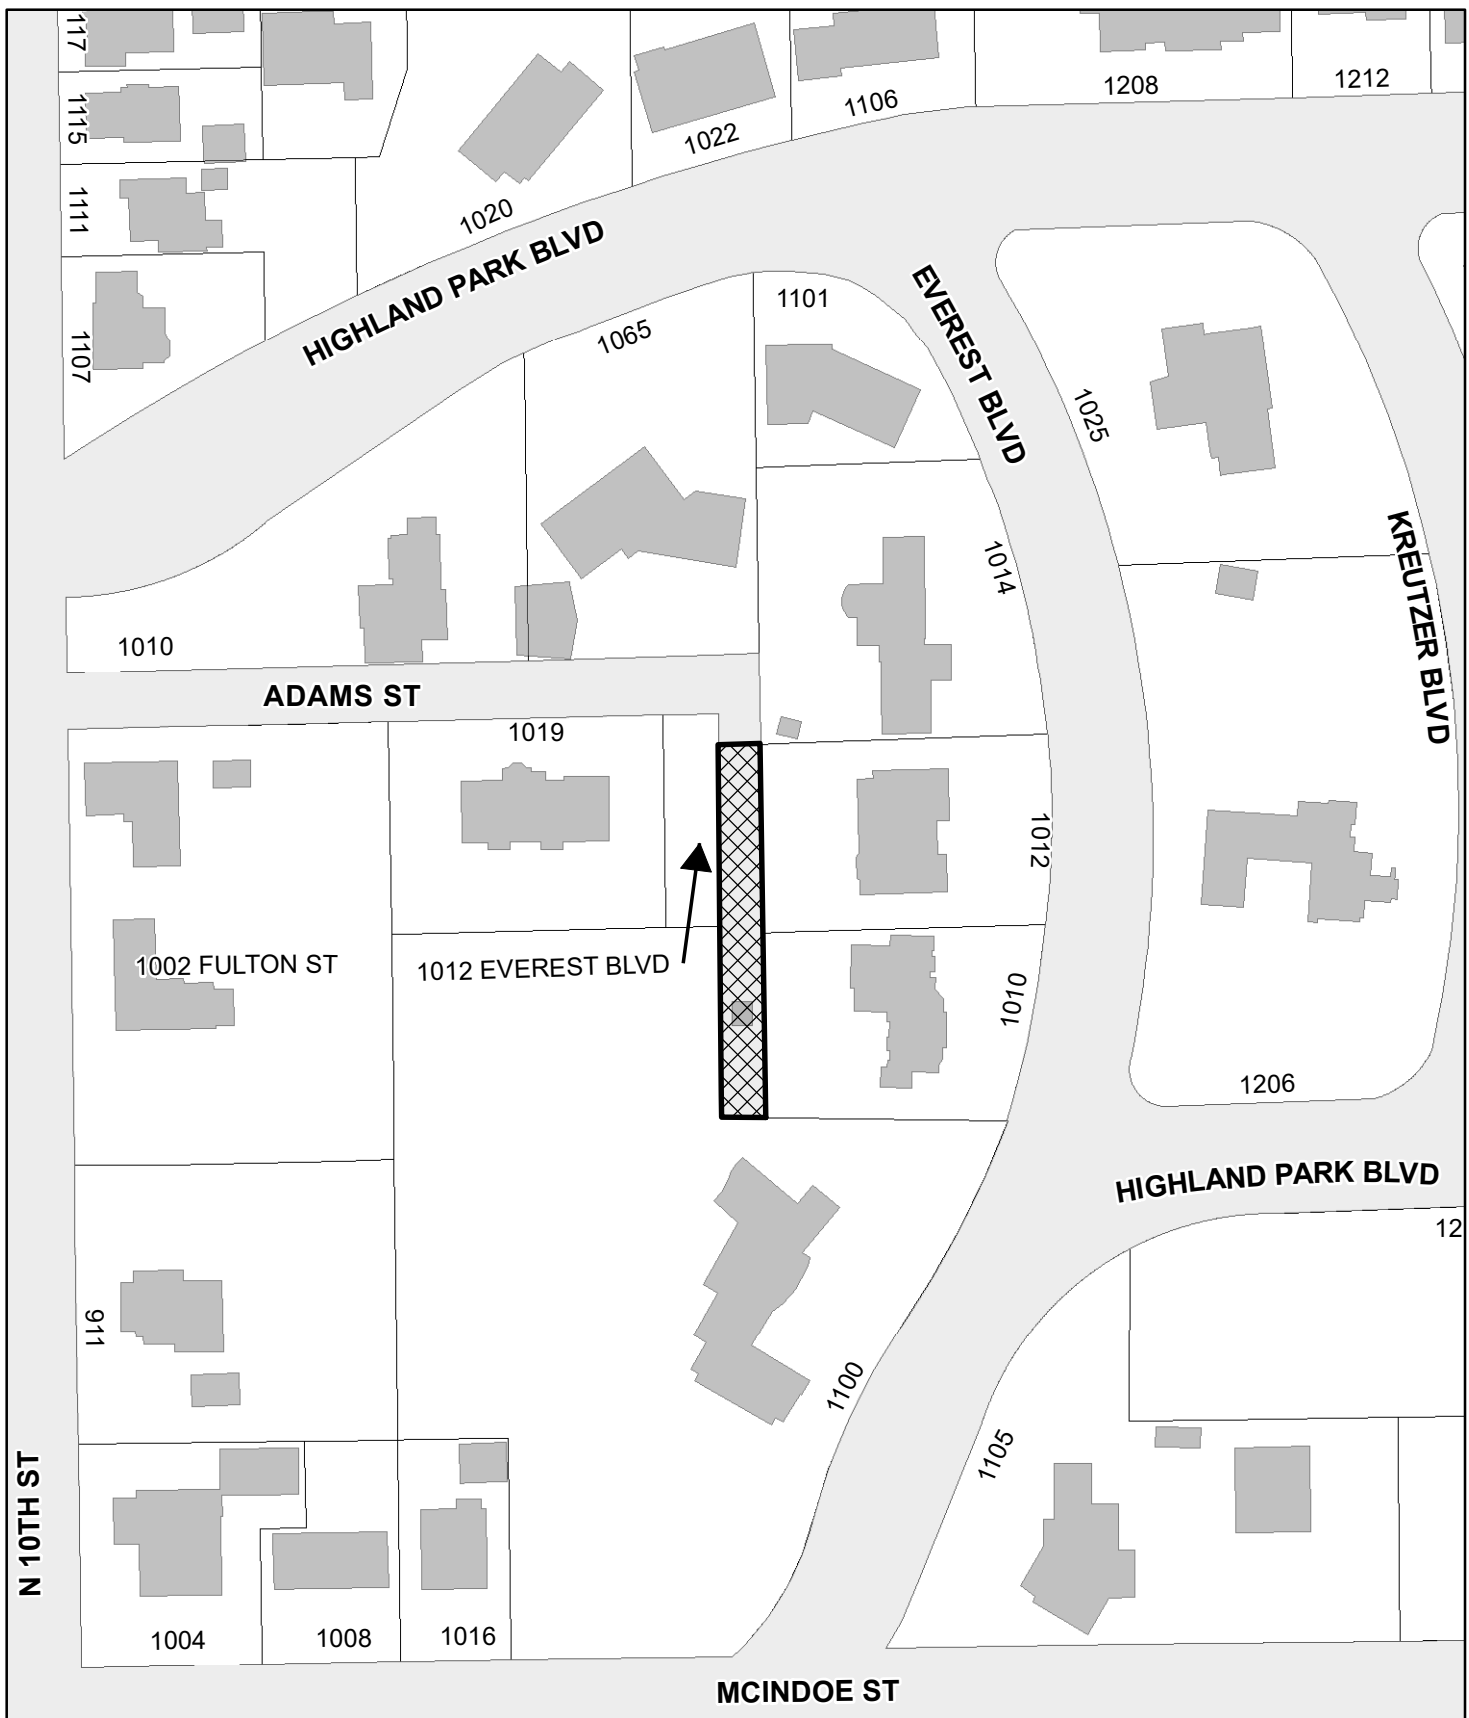 117
1115
1111
1107
1020
1022
1106
1208
1212
HIGHLAND PARK BLVD
1065
1101
EVEREST BLVD
1025
1014
KREUTZER BLVD
1010
ADAMS ST
1019
1012
1002 FULTON ST
1012 EVEREST BLVD
1010
1206
HIGHLAND PARK BLVD
12
911
1100
1105
N 10TH ST
1004
1008
1016
MCINDOE ST